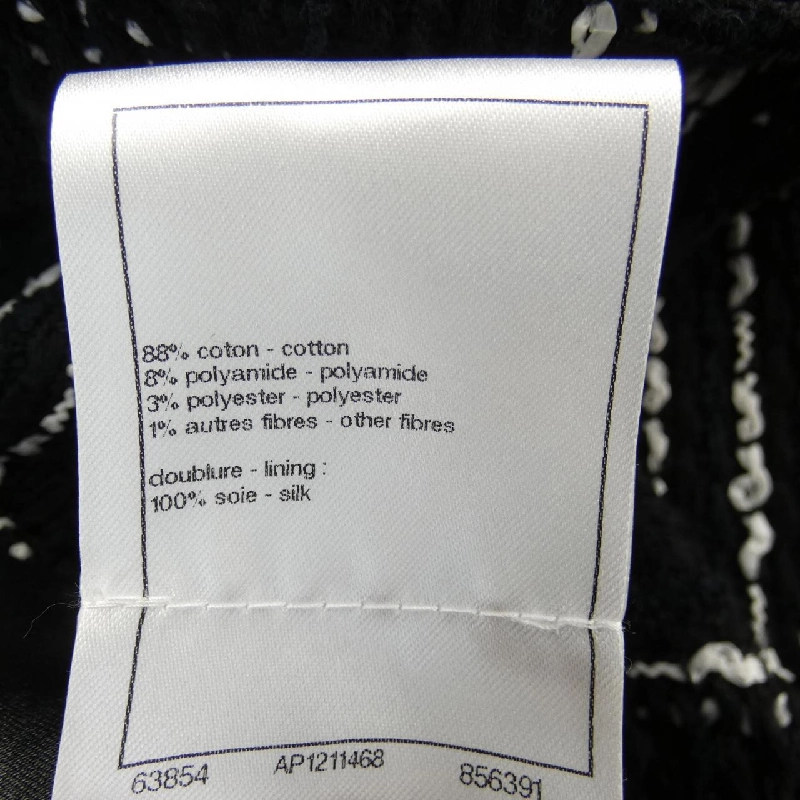 88% coton - cotton
8% polyamide - polyamide
3% polyester - polyester
1% autres fibres - other fibres
doublure - lining :
100% soie - silk
63854 AP1211468 856391